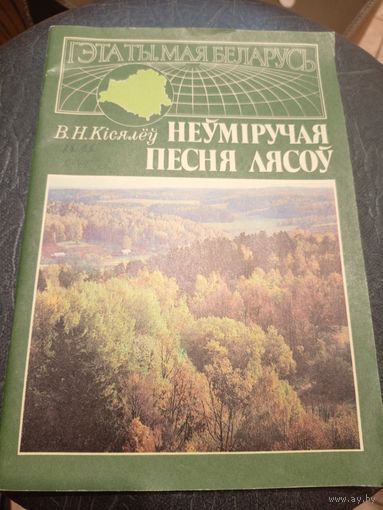 ГЭТА ТЫ, МАЯ БЕЛАРУСЬ
В.Н.Кісялёў НЕЎМІРУЧАЯ
ПЕСНЯ ЛЯСОЎ
www.ay.by